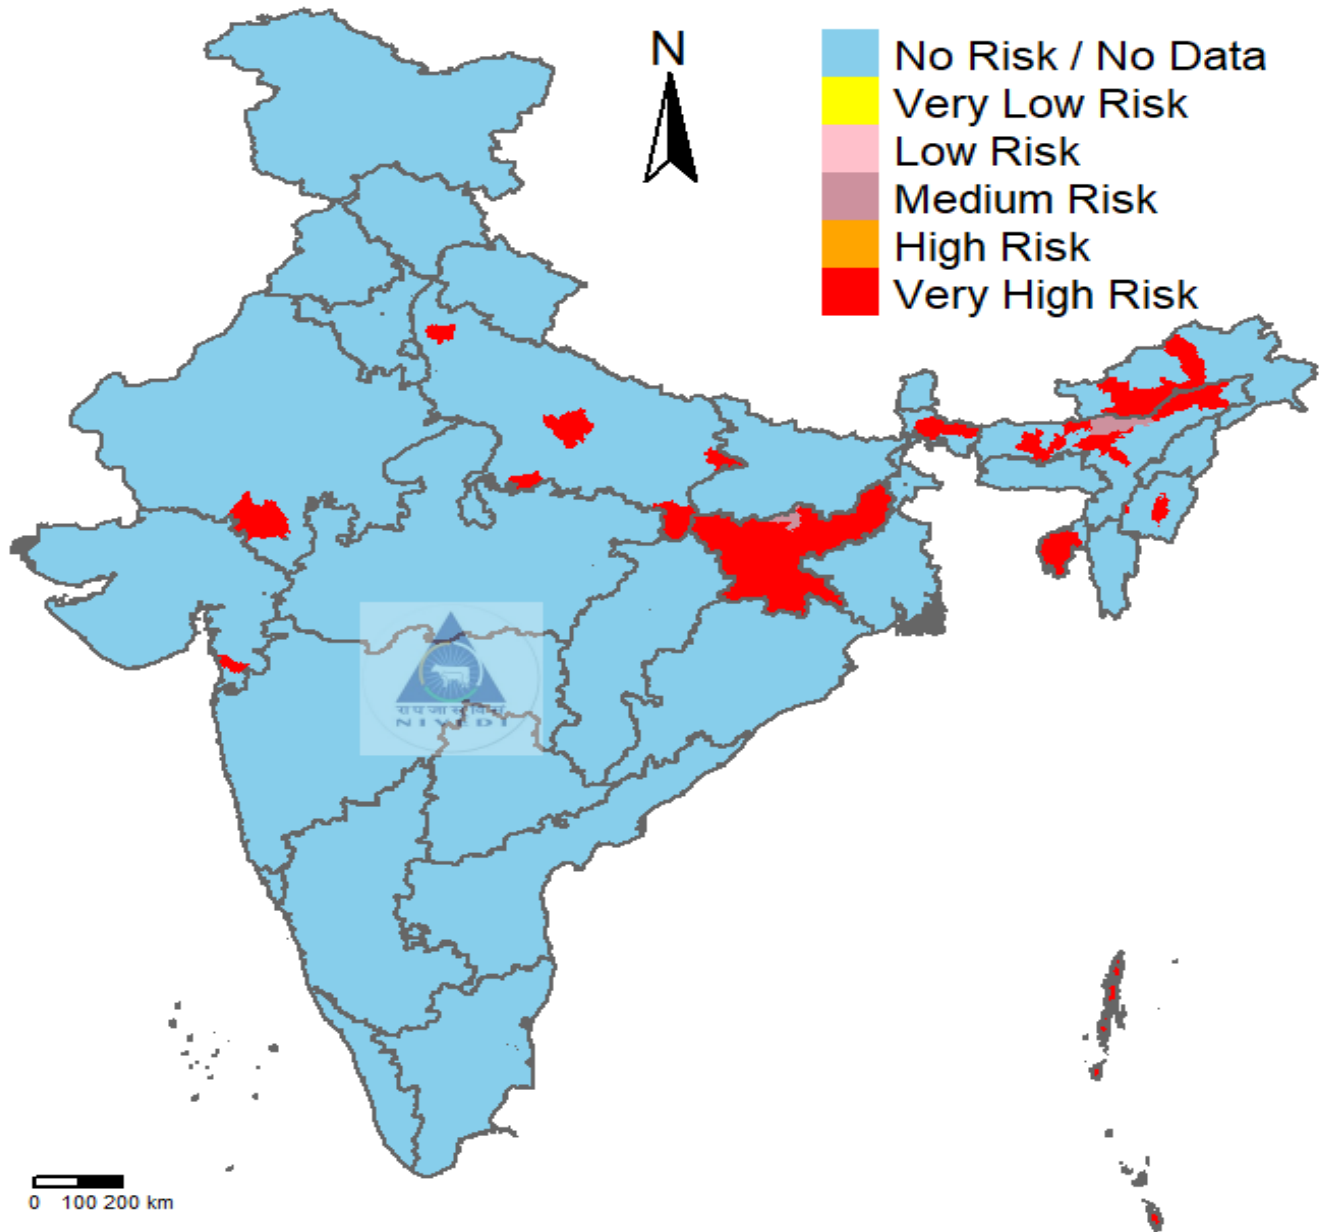 N
No Risk / No Data
Very Low Risk
Low Risk
Medium Risk
High Risk
Very High Risk
NIVEDI
0 100 200 km